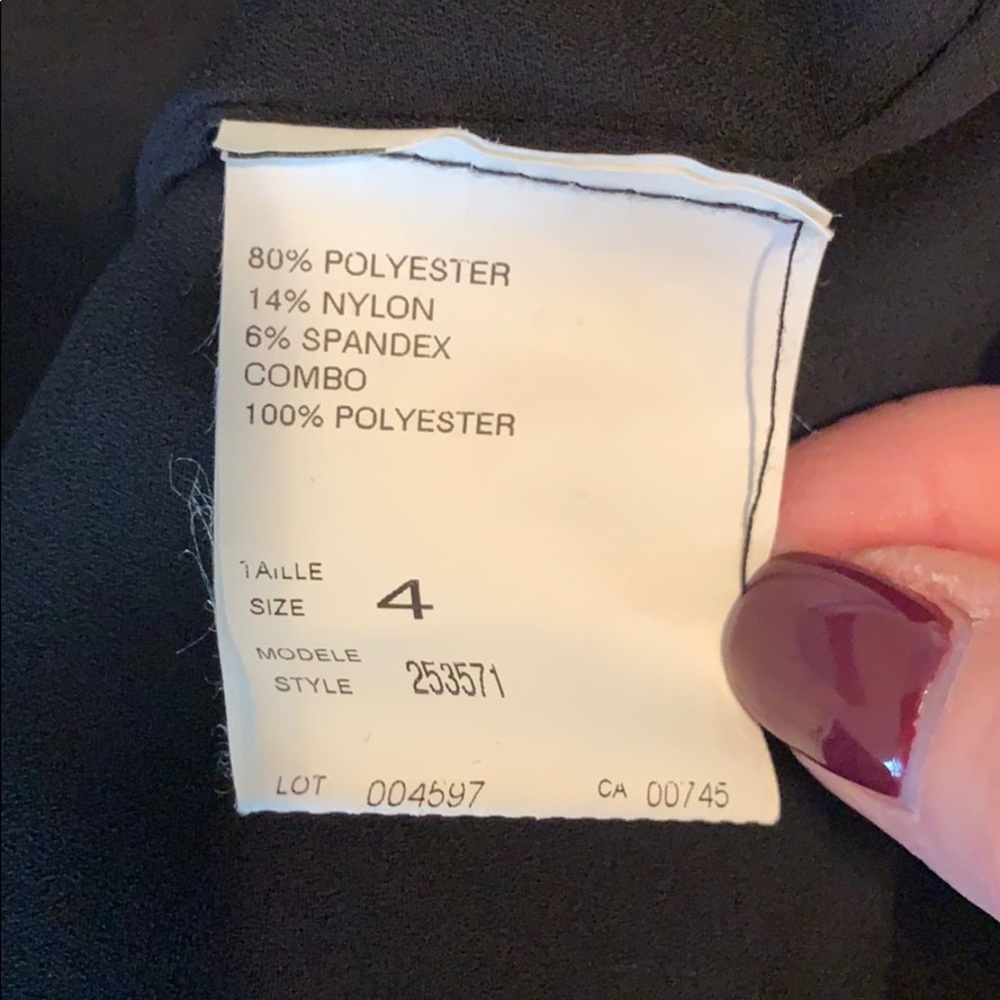 80% POLYESTER
14% NYLON
6% SPANDEX
COMBO
100% POLYESTER
TAILLE
SIZE 4
MODELE
STYLE 253571
LOT 004597 CA 00745